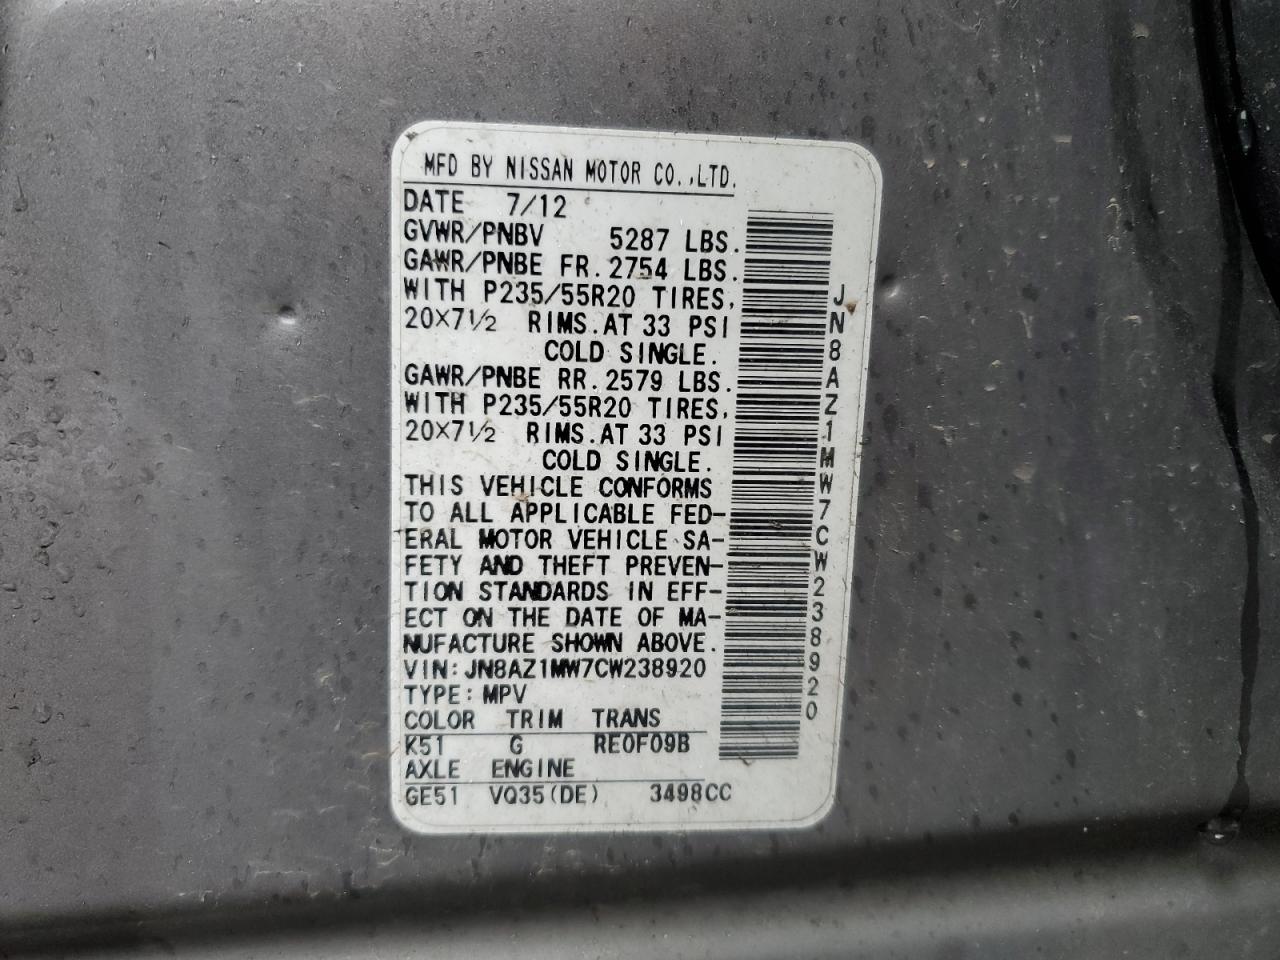 MFD BY NISSAN MOTOR CO.,LTD.
DATE 7/12
GVWR/PNBV 5287 LBS.
GAWR/PNBE FR. 2754 LBS.
WITH P235/55R20 TIRES,
20×7 1/2 RIMS. AT 33 PSI
COLD SINGLE.
GAWR/PNBE RR. 2579 LBS.
WITH P235/55R20 TIRES,
20×7 1/2 RIMS. AT 33 PSI
COLD SINGLE.
THIS VEHICLE CONFORMS
TO ALL APPLICABLE FED-
ERAL MOTOR VEHICLE SA-
FETY AND THEFT PREVEN-
TION STANDARDS IN EFF-
ECT ON THE DATE OF MA-
NUFACTURE SHOWN ABOVE.
VIN: JN8AZ1MW7CW238920
TYPE: MPV
COLOR TRIM TRANS
K51 G RE0F09B
AXLE ENGINE
GE51 VQ35(DE) 3498CC
JN8AZ1MW7CW238920